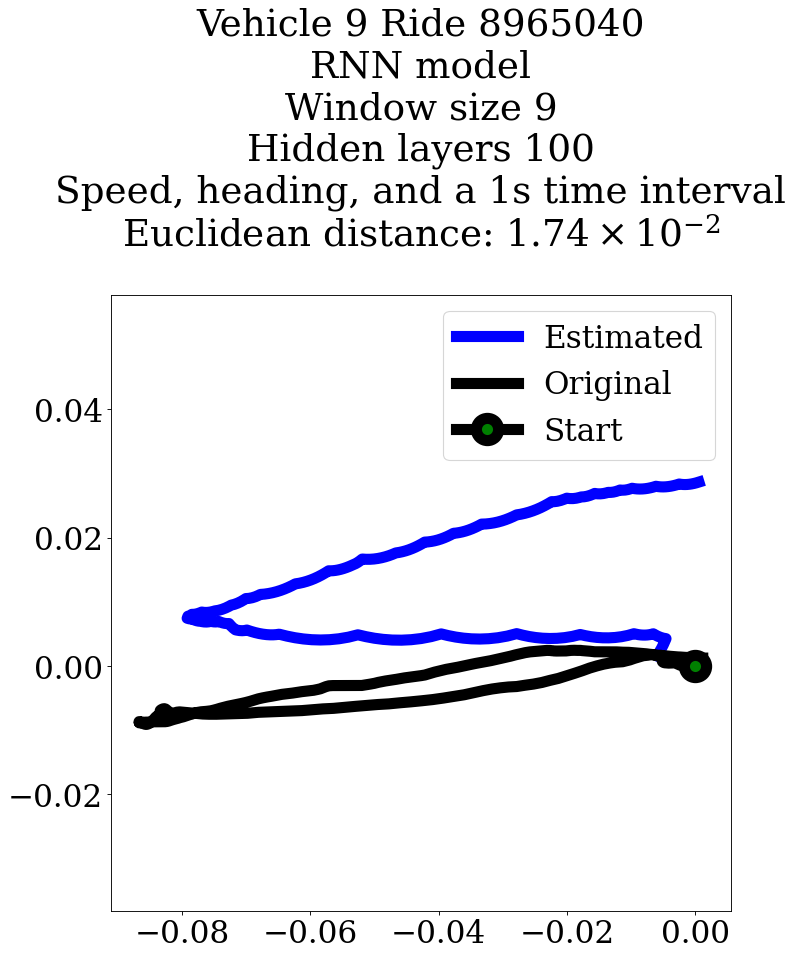 Vehicle 9 Ride 8965040
RNN model
Window size 9
Hidden layers 100
Speed, heading, and a 1s time interval
Euclidean distance: 1.74 × 10⁻²
Estimated
Original
Start
0.04
0.02
0.00
−0.02
−0.08 −0.06 −0.04 −0.02 0.00